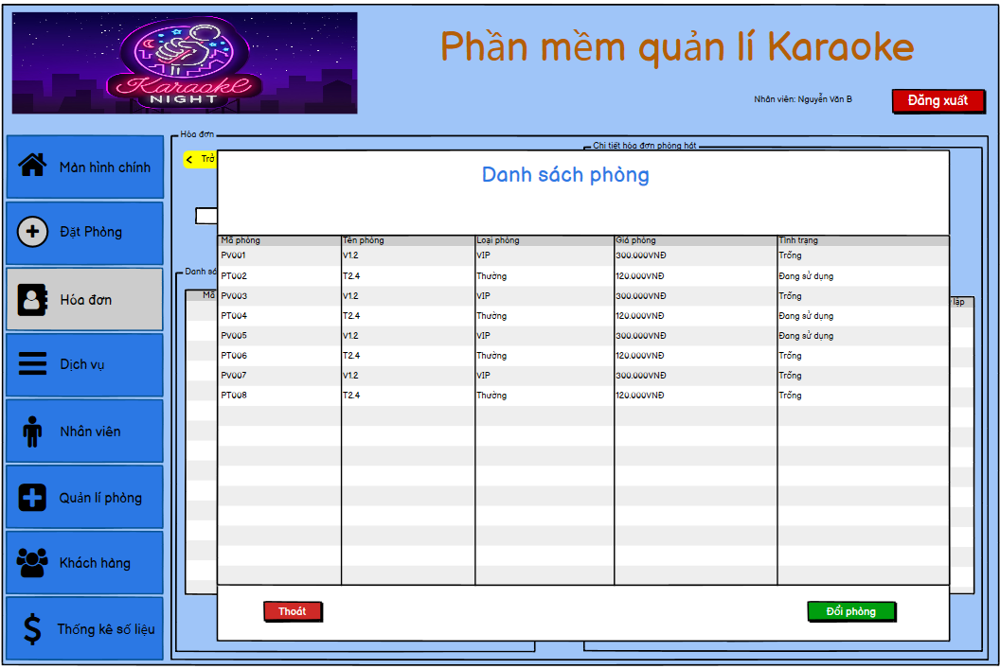 Karaoke
NIGHT
Phần mềm quản lí Karaoke
Nhân viên: Nguyễn Văn B
Đăng xuất
Màn hình chính
Đặt Phòng
Hóa đơn
Dịch vụ
Nhân viên
Quản lí phòng
Khách hàng
Thống kê số liệu
Hóa đơn
Chi tiết hóa đơn phòng hát
< Trở
Danh sách phòng
Danh sá
Mã
lập
Mã phòng Tên phòng Loại phòng Giá phòng Tình trạng
PV001 V1.2 VIP 300.000VNĐ Trống
PT002 T2.4 Thường 120.000VNĐ Đang sử dụng
PV003 V1.2 VIP 300.000VNĐ Trống
PT004 T2.4 Thường 120.000VNĐ Đang sử dụng
PV005 V1.2 VIP 300.000VNĐ Đang sử dụng
PT006 T2.4 Thường 120.000VNĐ Trống
PV007 V1.2 VIP 300.000VNĐ Trống
PT008 T2.4 Thường 120.000VNĐ Trống
Thoát
Đổi phòng